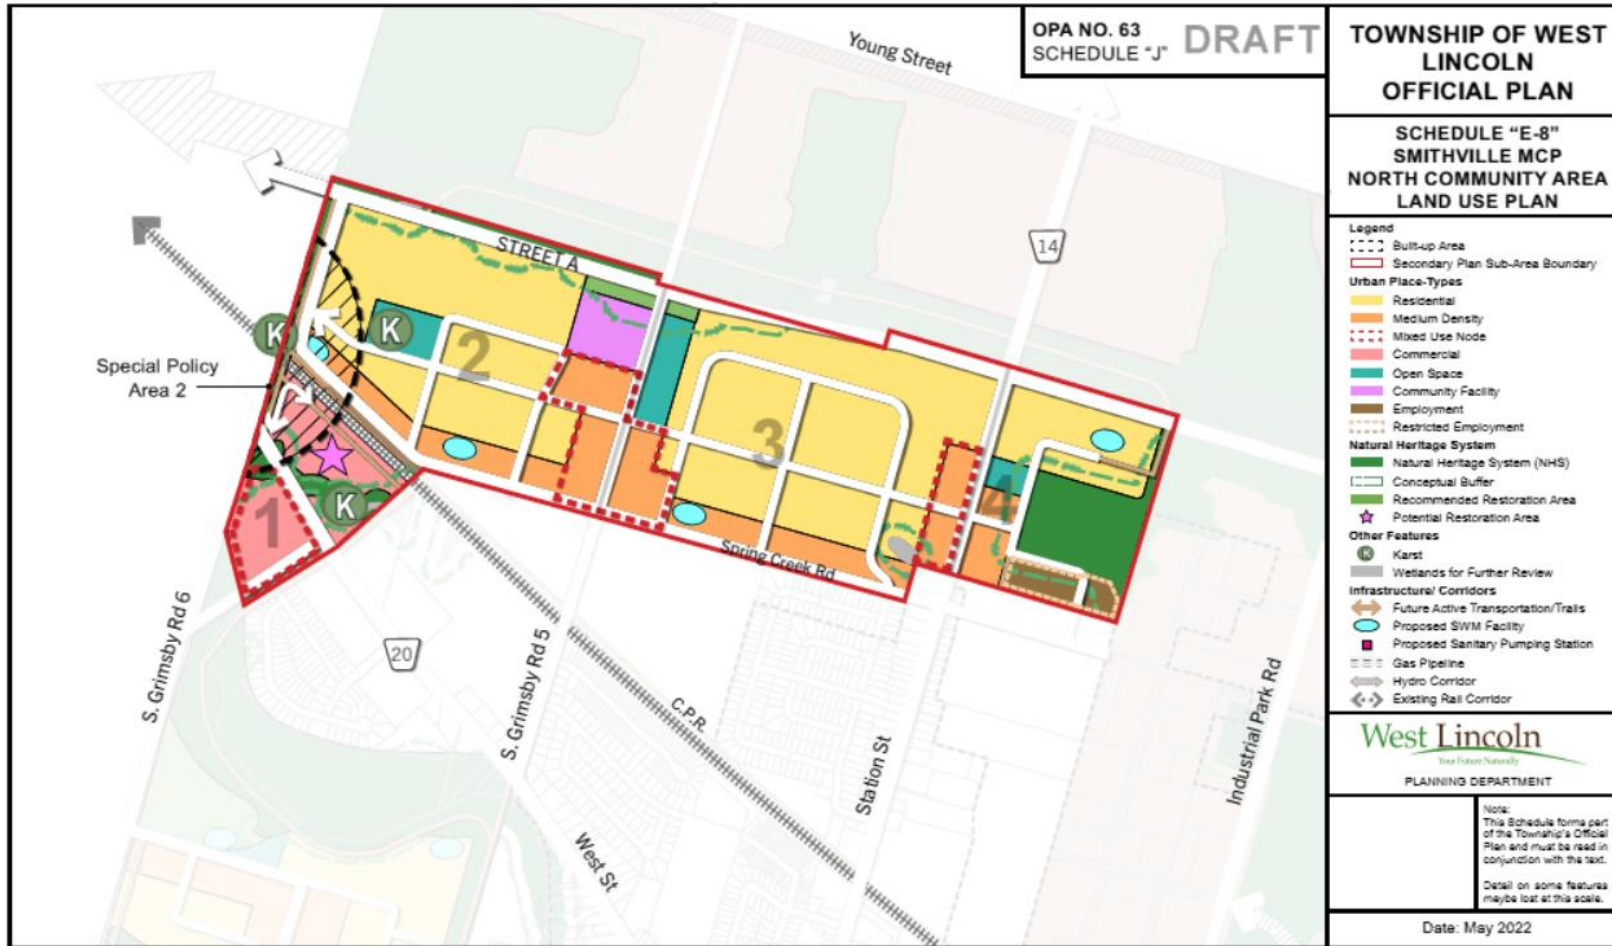 OPA NO. 63
SCHEDULE “J”
DRAFT
TOWNSHIP OF WEST
LINCOLN
OFFICIAL PLAN
SCHEDULE “E-8”
SMITHVILLE MCP
NORTH COMMUNITY AREA
LAND USE PLAN
Legend
Built-up Area
Secondary Plan Sub-Area Boundary
Urban Place-Types
Residential
Medium Density
Mixed Use Node
Commercial
Open Space
Community Facility
Employment
Restricted Employment
Natural Heritage System
Natural Heritage System (NHS)
Conceptual Buffer
Recommended Restoration Area
Potential Restoration Area
Other Features
K
Karst
Wetlands for Further Review
Infrastructure/ Corridors
Future Active Transportation/Trails
Proposed SWM Facility
Proposed Sanitary Pumping Station
Gas Pipeline
Hydro Corridor
Existing Rail Corridor
West Lincoln
Your Future Naturally
PLANNING DEPARTMENT
Note:
This Schedule forms part
of the Township's Official
Plan and must be read in
conjunction with the text.
Detail on some features
maybe lost at this scale.
Date: May 2022
Young Street
14
STREET A
K
K
2
Special Policy
Area 2
3
4
K
1
Spring Creek Rd
S. Grimsby Rd 6
20
S. Grimsby Rd 5
C.P.R.
Station St
Industrial Park Rd
West St